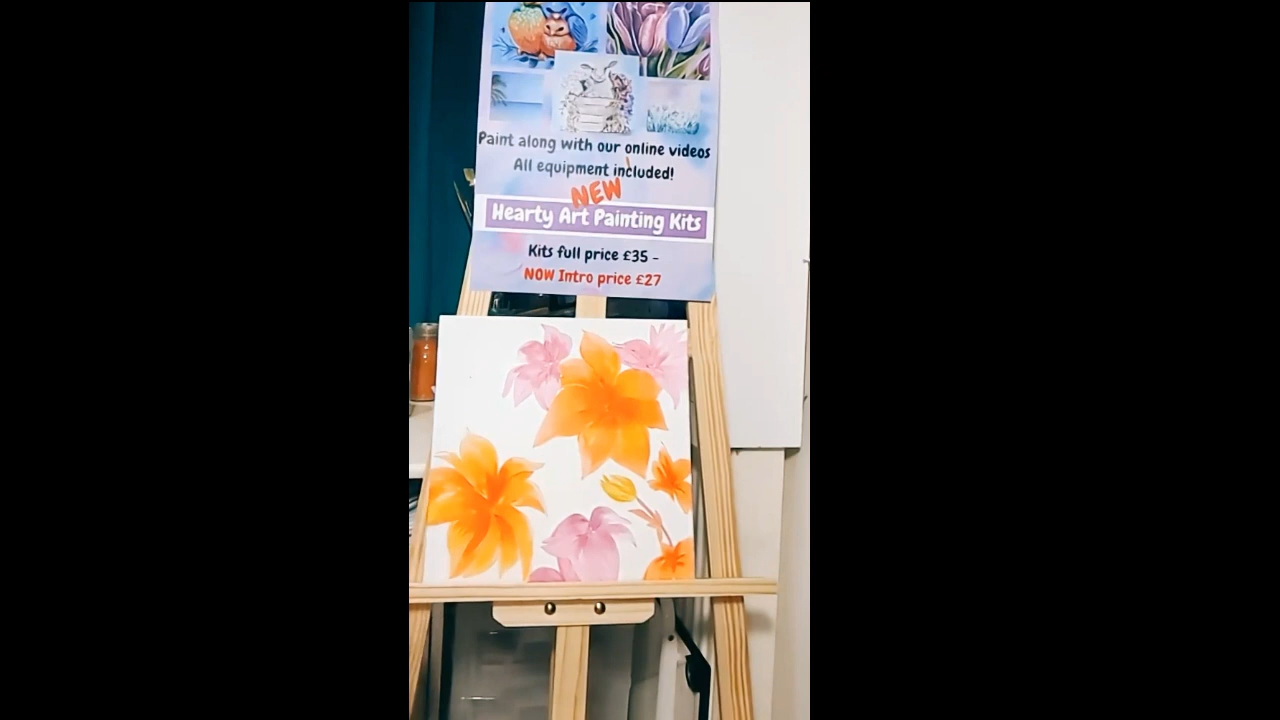 Paint along with our online videos
All equipment included!
NEW
Hearty Art Painting Kits
Kits full price £35 -
NOW Intro price £27